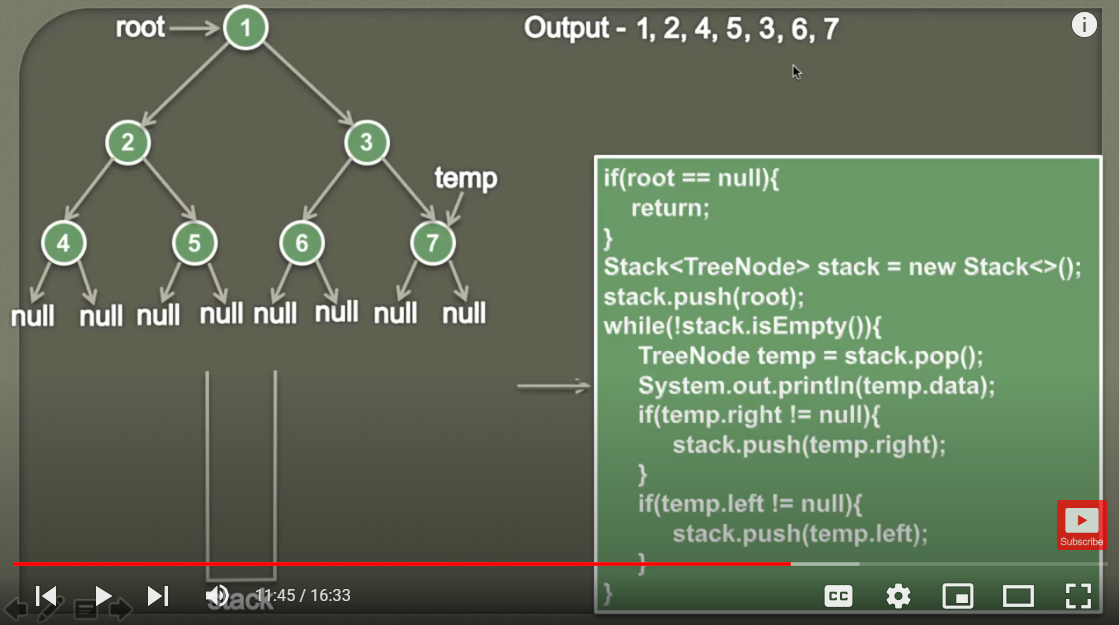 root
1
Output - 1, 2, 4, 5, 3, 6, 7
i
2
3
temp
4
5
6
7
null
null
null
null
null
null
null
null
if(root == null){
return;
}
Stack<TreeNode> stack = new Stack<>();
stack.push(root);
while(!stack.isEmpty()){
TreeNode temp = stack.pop();
System.out.println(temp.data);
if(temp.right != null){
stack.push(temp.right);
}
if(temp.left != null){
stack.push(temp.left);
}
}
Subscribe
stack
11:45 / 16:33
CC